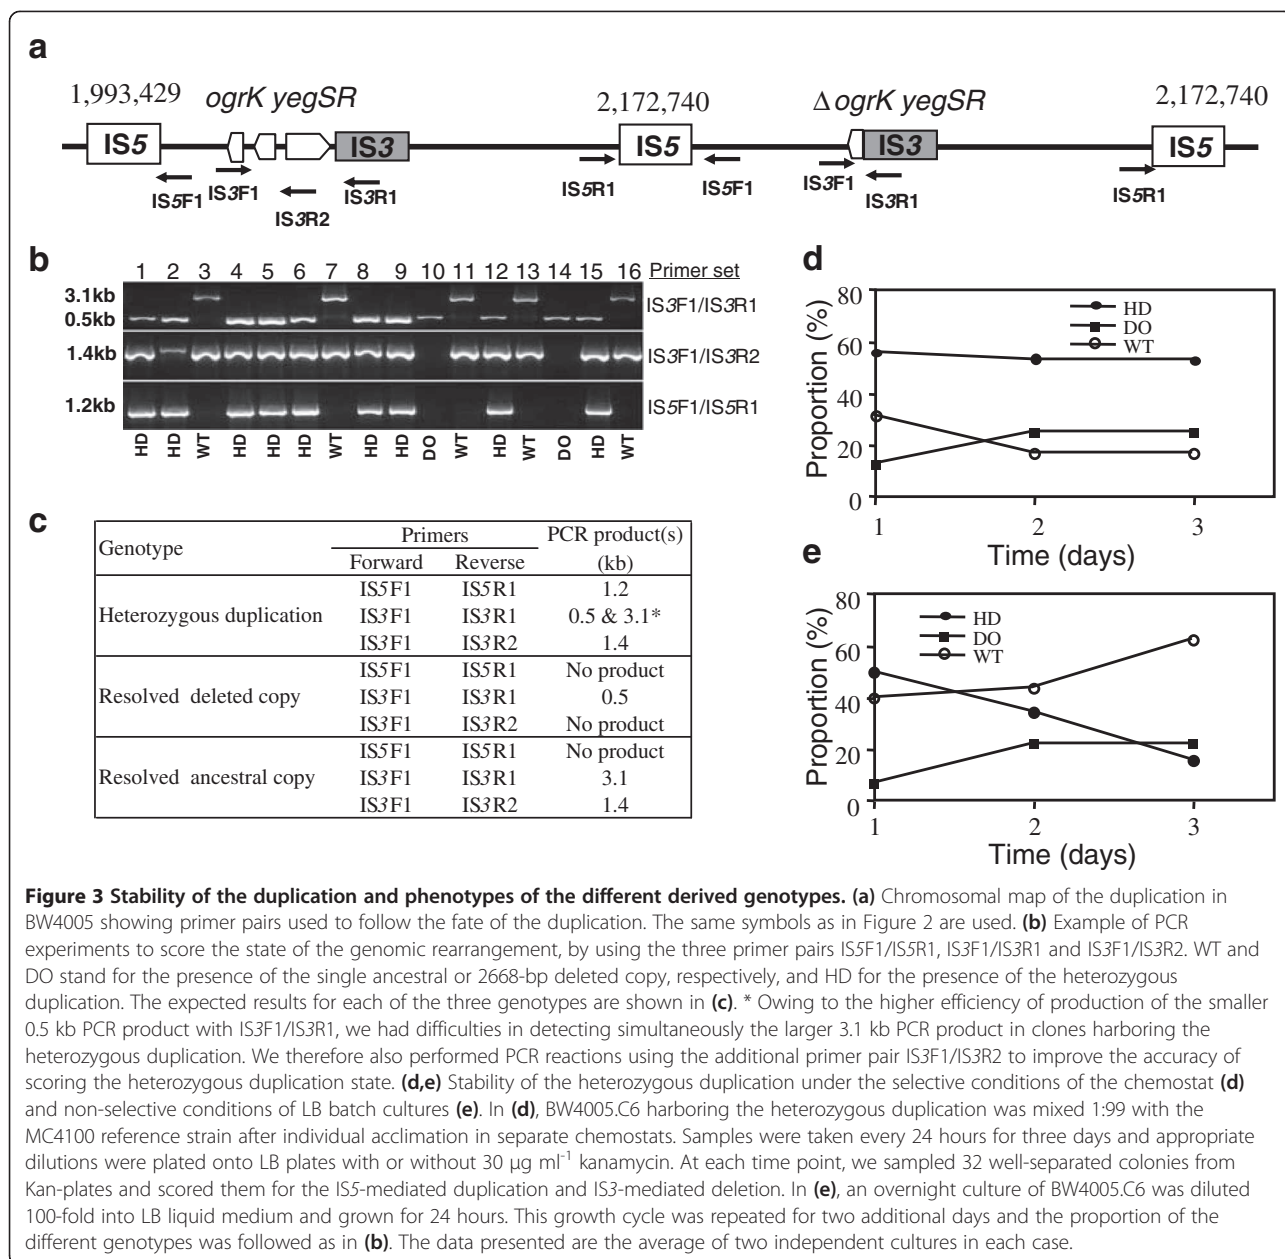 a
1,993,429 ogrK yegSR 2,172,740 Δ ogrK yegSR 2,172,740
IS5 IS3 IS5 IS3 IS5
IS5F1 IS3F1 IS3R2 IS3R1 IS5R1 IS5F1 IS3F1 IS3R1 IS5R1
b
1 2 3 4 5 6 7 8 9 10 11 12 13 14 15 16 Primer set
3.1kb
0.5kb
IS3F1/IS3R1
1.4kb IS3F1/IS3R2
1.2kb IS5F1/IS5R1
HD HD WT HD HD HD WT HD HD DO WT HD WT DO HD WT
c
Genotype Primers PCR product(s)
Forward Reverse (kb)
IS5F1 IS5R1 1.2
Heterozygous duplication IS3F1 IS3R1 0.5 & 3.1*
IS3F1 IS3R2 1.4
IS5F1 IS5R1 No product
Resolved deleted copy IS3F1 IS3R1 0.5
IS3F1 IS3R2 No product
IS5F1 IS5R1 No product
Resolved ancestral copy IS3F1 IS3R1 3.1
IS3F1 IS3R2 1.4
d
Proportion (%)
80
60
40
20
0
HD
DO
WT
1 2 3
Time (days)
e
Proportion (%)
80
60
40
20
0
HD
DO
WT
1 2 3
Time (days)
Figure 3 Stability of the duplication and phenotypes of the different derived genotypes. (a) Chromosomal map of the duplication in
BW4005 showing primer pairs used to follow the fate of the duplication. The same symbols as in Figure 2 are used. (b) Example of PCR
experiments to score the state of the genomic rearrangement, by using the three primer pairs IS5F1/IS5R1, IS3F1/IS3R1 and IS3F1/IS3R2. WT and
DO stand for the presence of the single ancestral or 2668-bp deleted copy, respectively, and HD for the presence of the heterozygous
duplication. The expected results for each of the three genotypes are shown in (c). * Owing to the higher efficiency of production of the smaller
0.5 kb PCR product with IS3F1/IS3R1, we had difficulties in detecting simultaneously the larger 3.1 kb PCR product in clones harboring the
heterozygous duplication. We therefore also performed PCR reactions using the additional primer pair IS3F1/IS3R2 to improve the accuracy of
scoring the heterozygous duplication state. (d,e) Stability of the heterozygous duplication under the selective conditions of the chemostat (d)
and non-selective conditions of LB batch cultures (e). In (d), BW4005.C6 harboring the heterozygous duplication was mixed 1:99 with the
MC4100 reference strain after individual acclimation in separate chemostats. Samples were taken every 24 hours for three days and appropriate
dilutions were plated onto LB plates with or without 30 μg ml⁻¹ kanamycin. At each time point, we sampled 32 well-separated colonies from
Kan-plates and scored them for the IS5-mediated duplication and IS3-mediated deletion. In (e), an overnight culture of BW4005.C6 was diluted
100-fold into LB liquid medium and grown for 24 hours. This growth cycle was repeated for two additional days and the proportion of the
different genotypes was followed as in (b). The data presented are the average of two independent cultures in each case.